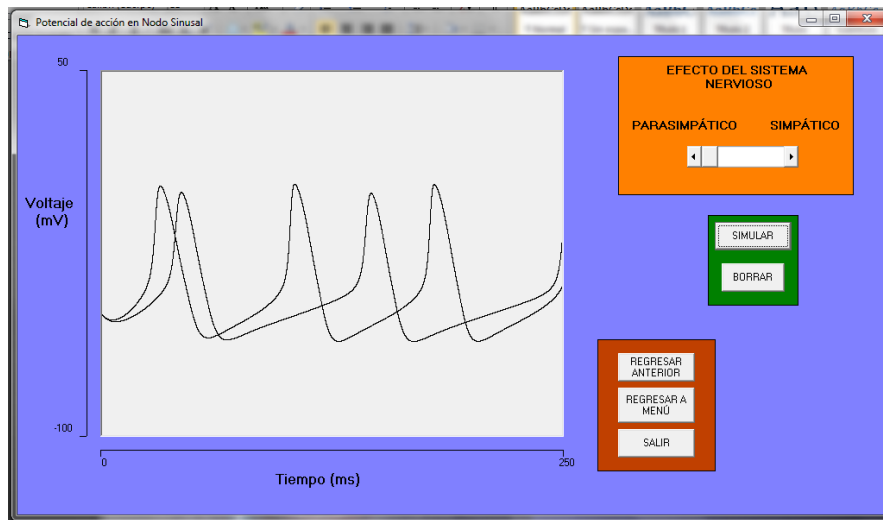 Potencial de acción en Nodo Sinusal
50
Voltaje
(mV)
-100
0
250
Tiempo (ms)
EFECTO DEL SISTEMA
NERVIOSO
PARASIMPÁTICO SIMPÁTICO
SIMULAR
BORRAR
REGRESAR
ANTERIOR
REGRESAR A
MENÚ
SALIR